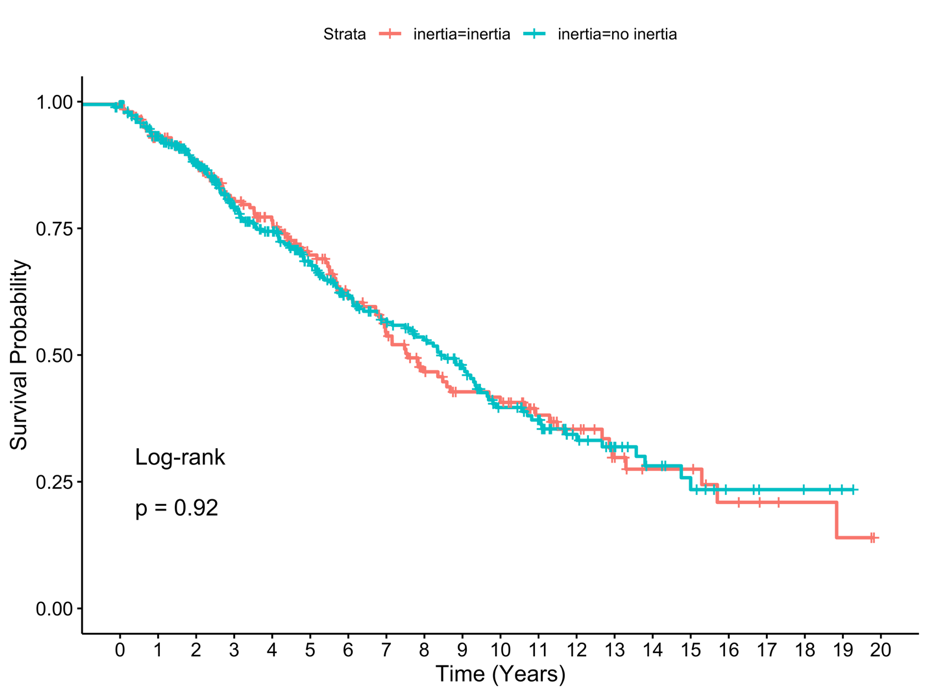 Strata inertia=inertia inertia=no inertia
1.00
0.75
0.50
0.25
0.00
Survival Probability
Log-rank
p = 0.92
0 1 2 3 4 5 6 7 8 9 10 11 12 13 14 15 16 17 18 19 20
Time (Years)